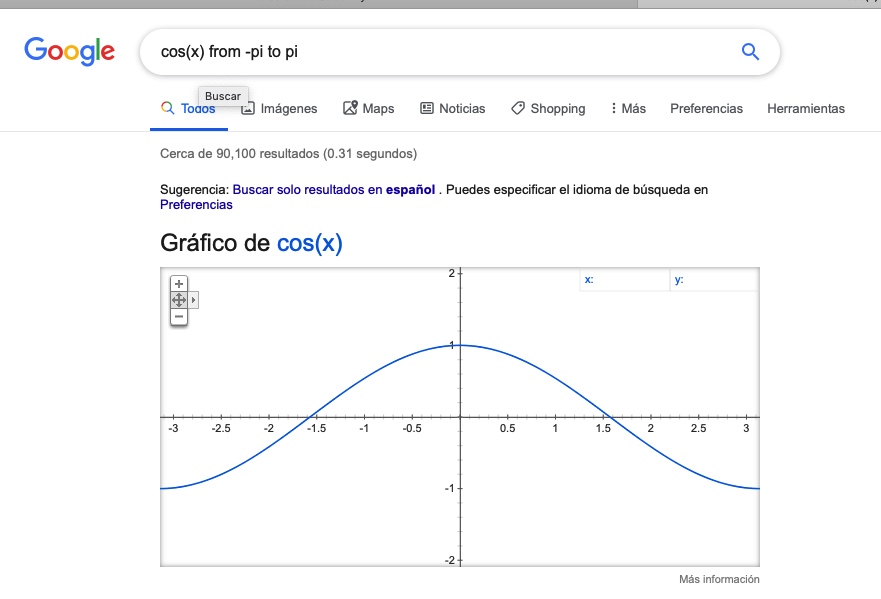 Google
cos(x) from -pi to pi
Buscar
Todos Imágenes Maps Noticias Shopping Más Preferencias Herramientas
Cerca de 90,100 resultados (0.31 segundos)
Sugerencia: Buscar solo resultados en español . Puedes especificar el idioma de búsqueda en
Preferencias
Gráfico de cos(x)
2
x: y:
+
−
1
-3 -2.5 -2 -1.5 -1 -0.5 0.5 1 1.5 2 2.5 3
-1
-2
Más información